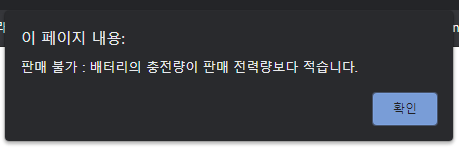 이 페이지 내용:
판매 불가 : 배터리의 충전량이 판매 전력량보다 적습니다.
확인